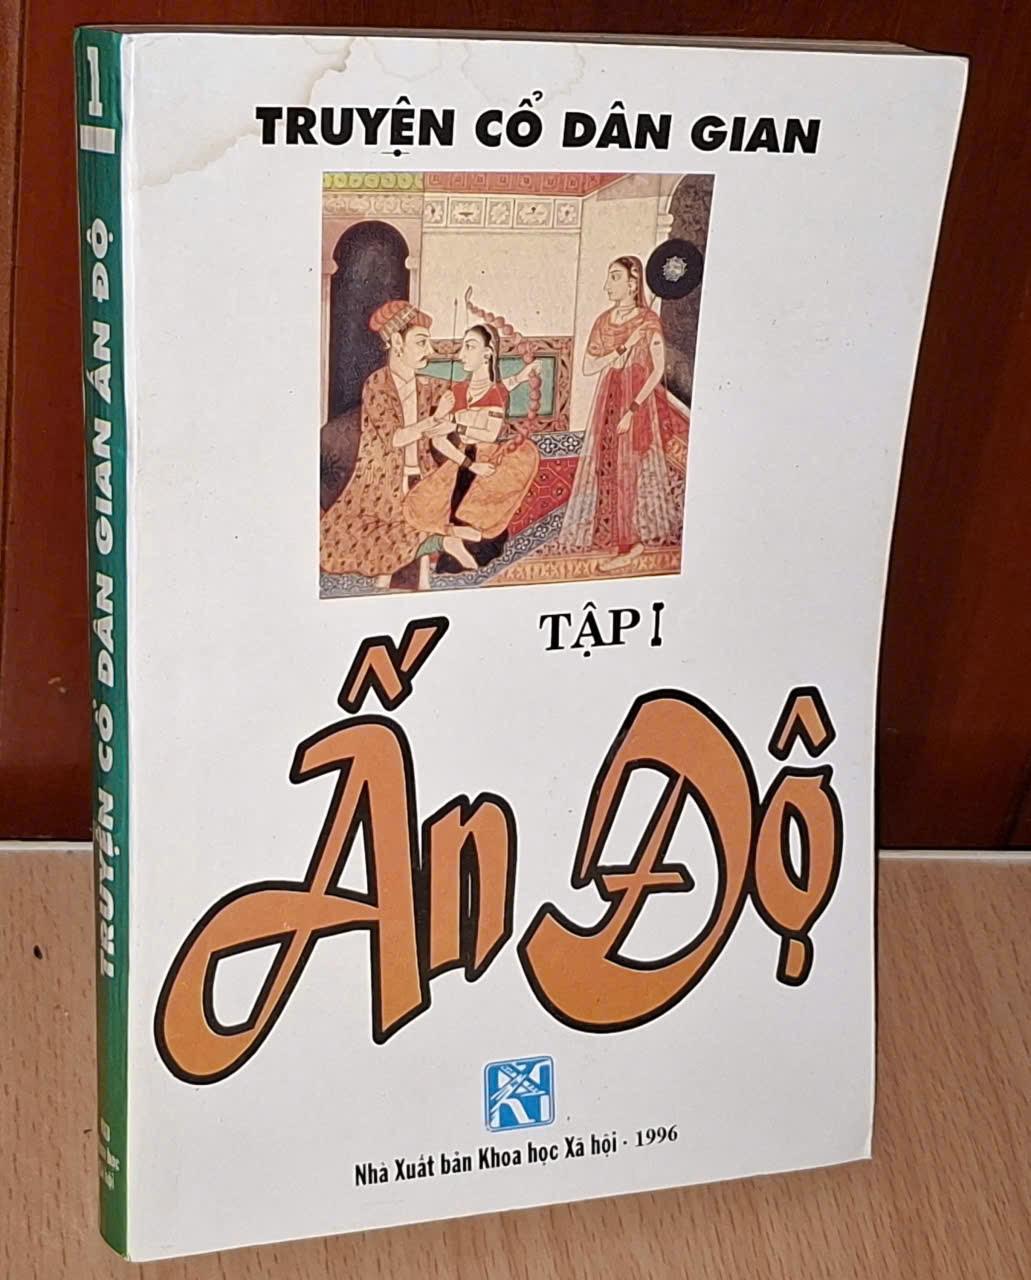 TRUYỆN CỔ DÂN GIAN
TẬP I
Ấn Độ
Nhà Xuất bản Khoa học Xã hội - 1996
1
TRUYỆN CỔ DÂN GIAN ẤN ĐỘ